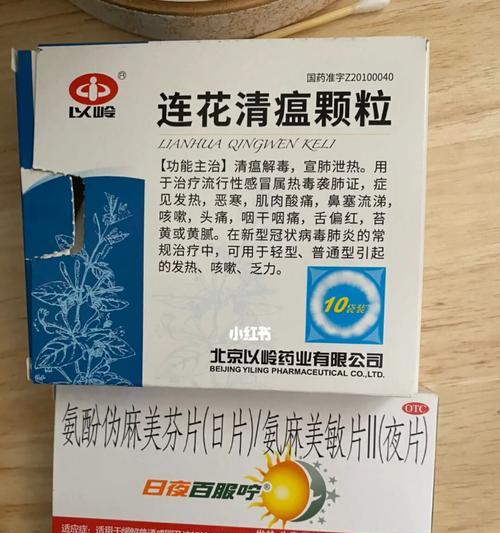 以岭
R
国药准字Z20100040
连花清瘟颗粒
LIANHUA QINGWEN KELI
【功能主治】清瘟解毒，宣肺泄热。用
于治疗流行性感冒属热毒袭肺证，症
见发热，恶寒，肌肉酸痛，鼻塞流涕，
咳嗽，头痛，咽干咽痛，舌偏红，苔
黄或黄腻。在新型冠状病毒肺炎的常
规治疗中，可用于轻型、普通型引起
的发热、咳嗽、乏力。
10袋装
小红书
北京以岭药业有限公司
BEIJING YILING PHARMACEUTICAL CO.,LTD.
OTC
氨酚伪麻美芬片(日片)/氨麻美敏片II(夜片)
日夜百服咛